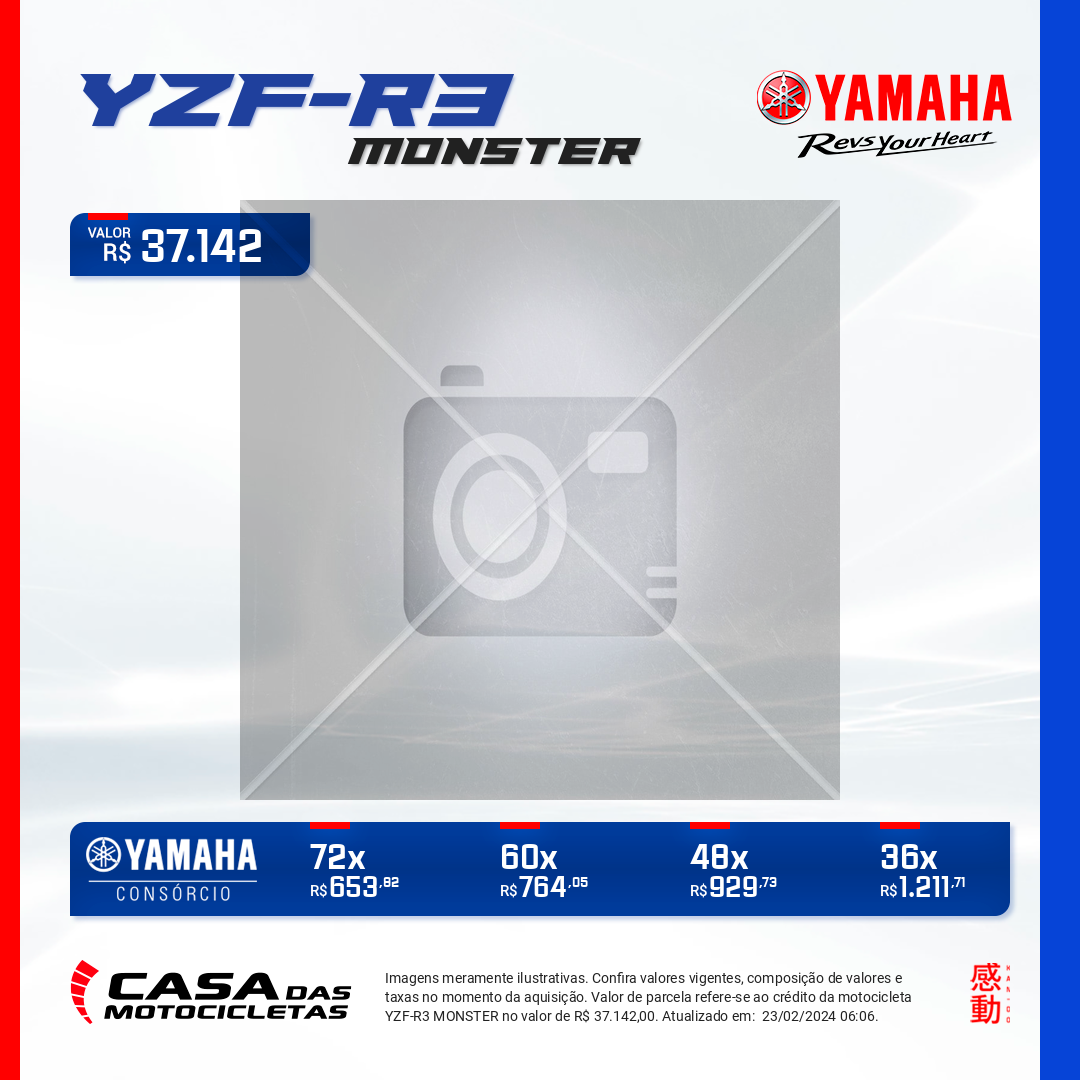 YZF-R3
MONSTER
YAMAHA
Revs Your Heart
VALOR
R$ 37.142
YAMAHA
CONSÓRCIO
72x
R$ 653,82
60x
R$ 764,05
48x
R$ 929,73
36x
R$ 1.211,71
CASA DAS
MOTOCICLETAS
Imagens meramente ilustrativas. Confira valores vigentes, composição de valores e
taxas no momento da aquisição. Valor de parcela refere-se ao crédito da motocicleta
YZF-R3 MONSTER no valor de R$ 37.142,00. Atualizado em: 23/02/2024 06:06.
感動
KANDO